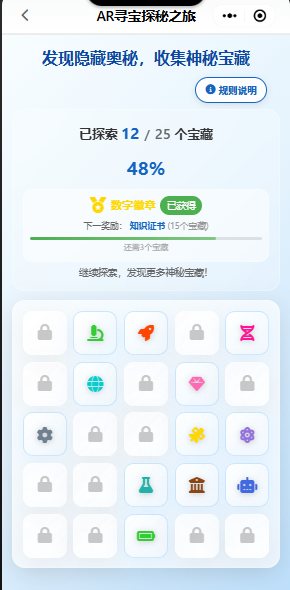 AR寻宝探秘之旅
发现隐藏奥秘，收集神秘宝藏
规则说明
已探索 12 / 25 个宝藏
48%
数字徽章 已获得
下一奖励： 知识证书 (15个宝藏)
还需3个宝藏
继续探索，发现更多神秘宝藏!